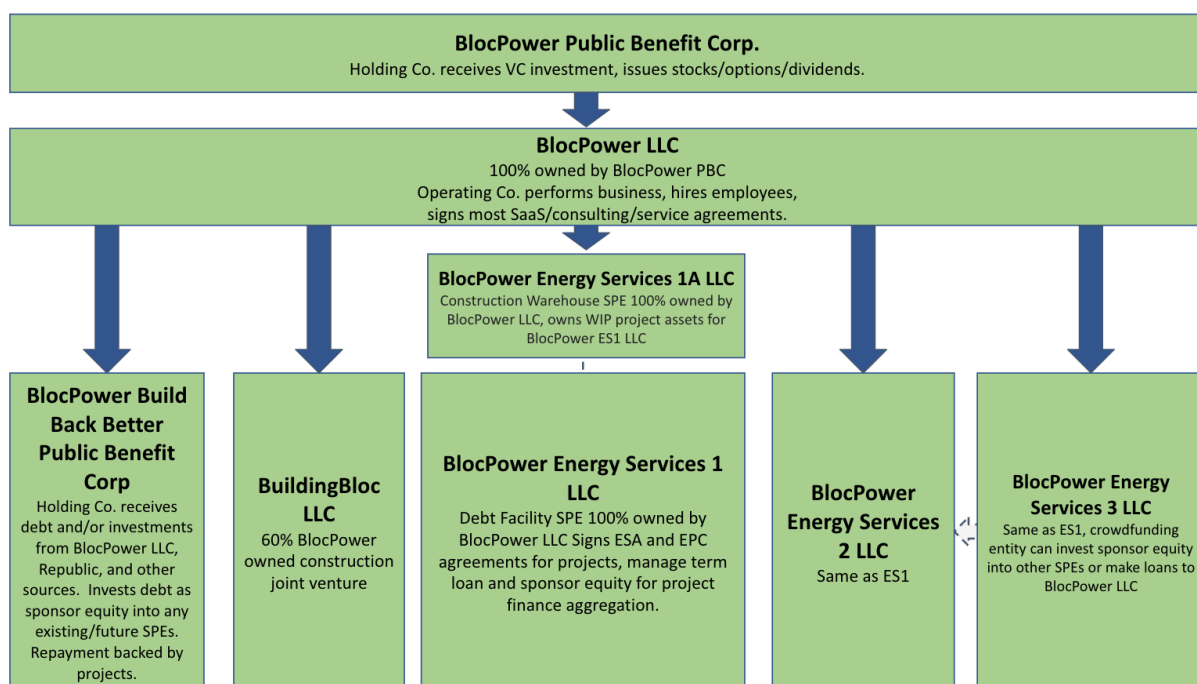 BlocPower Public Benefit Corp.
Holding Co. receives VC investment, issues stocks/options/dividends.
BlocPower LLC
100% owned by BlocPower PBC
Operating Co. performs business, hires employees,
signs most SaaS/consulting/service agreements.
BlocPower Energy Services 1A LLC
Construction Warehouse SPE 100% owned by
BlocPower LLC, owns WIP project assets for
BlocPower ES1 LLC
BlocPower Build
Back Better
Public Benefit
Corp
Holding Co. receives
debt and/or investments
from BlocPower LLC,
Republic, and other
sources.  Invests debt as
sponsor equity into any
existing/future SPEs.
Repayment backed by
projects.
BuildingBloc
LLC
60% BlocPower
owned construction
joint venture
BlocPower Energy Services 1
LLC
Debt Facility SPE 100% owned by
BlocPower LLC Signs ESA and EPC
agreements for projects, manage term
loan and sponsor equity for project
finance aggregation.
BlocPower
Energy Services
2 LLC
Same as ES1
BlocPower Energy
Services 3 LLC
Same as ES1, crowdfunding
entity can invest sponsor equity
into other SPEs or make loans to
BlocPower LLC